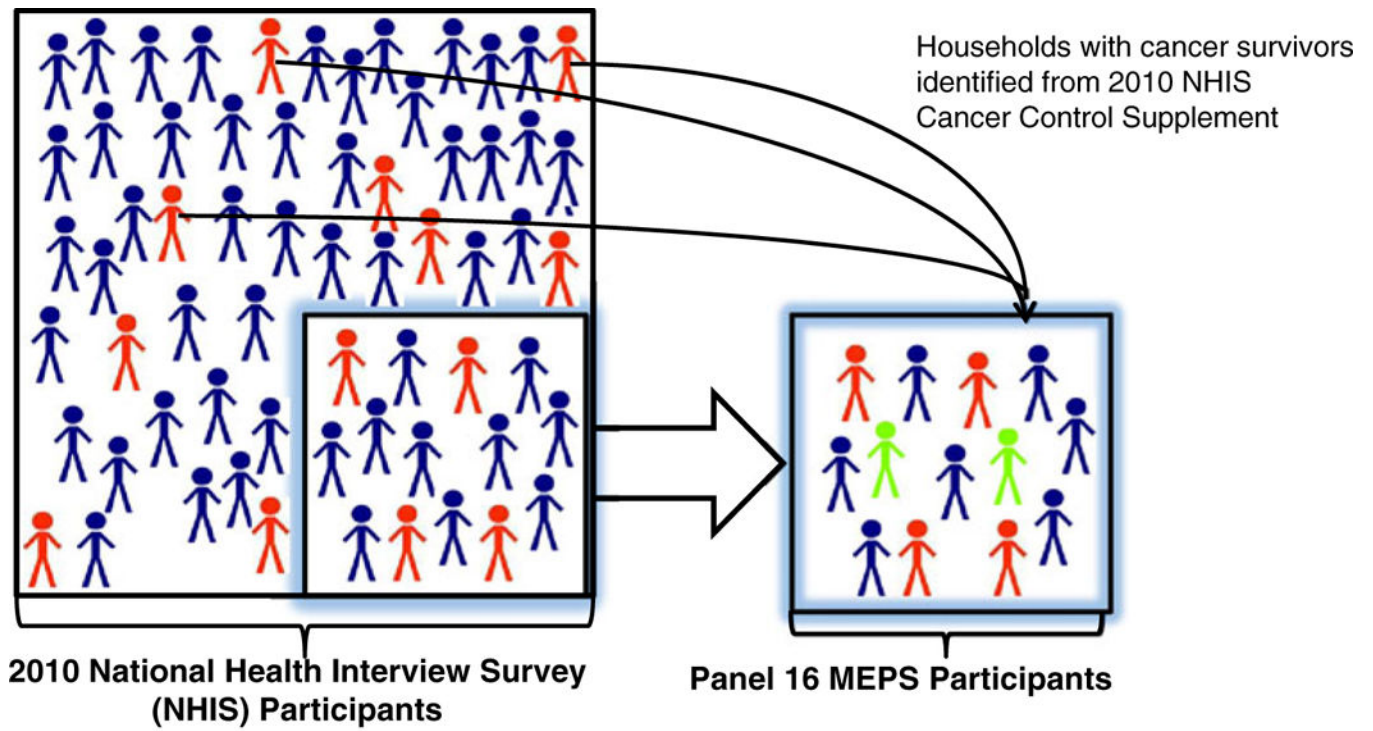 Households with cancer survivors
identified from 2010 NHIS
Cancer Control Supplement
2010 National Health Interview Survey
(NHIS) Participants
Panel 16 MEPS Participants